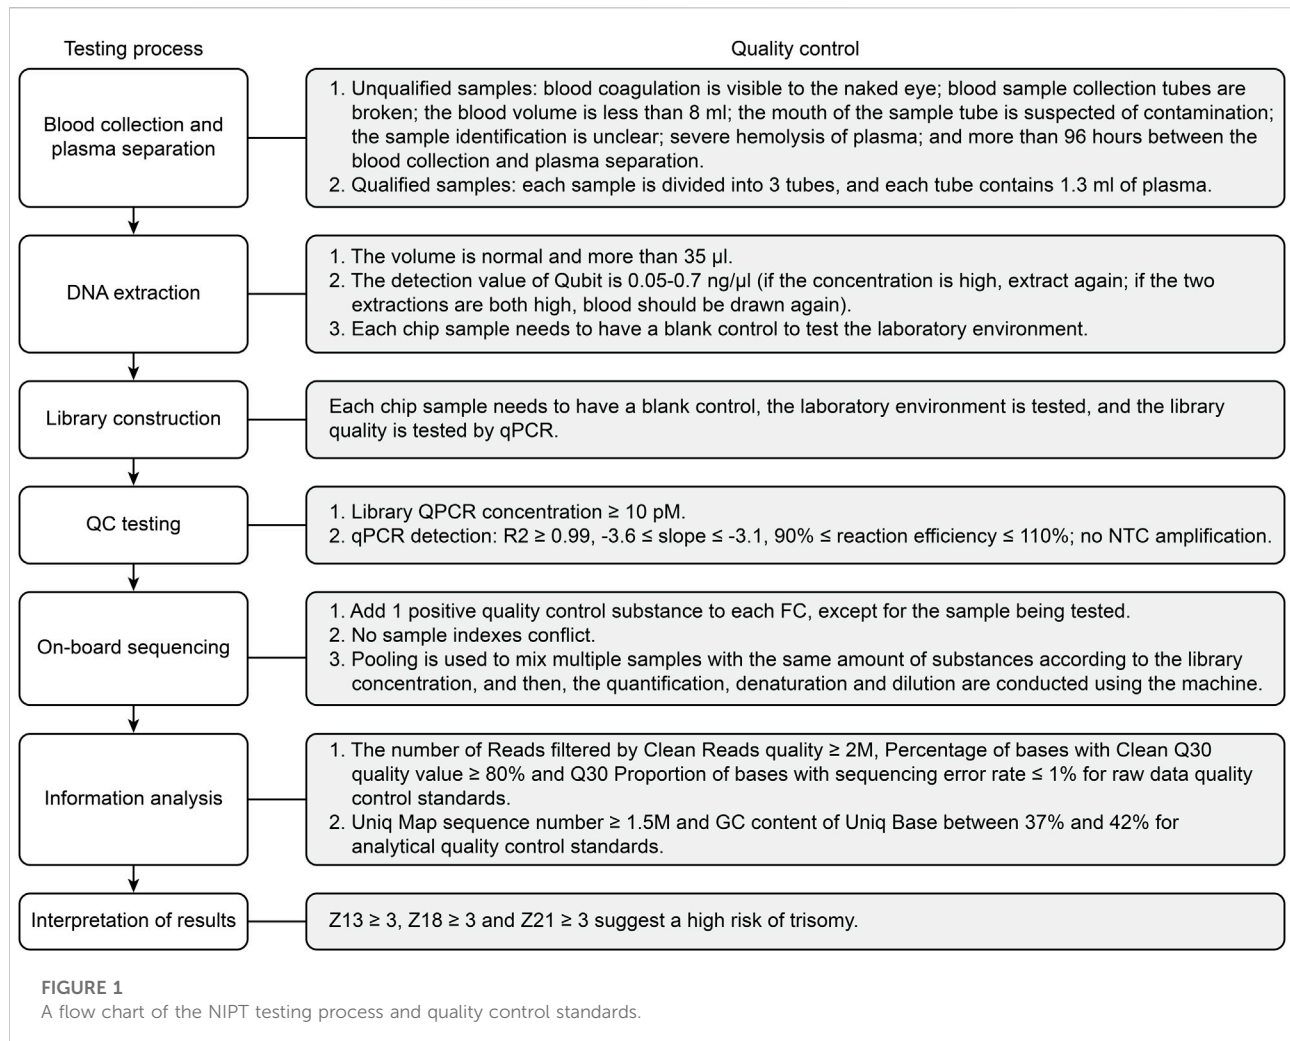 Testing process
Quality control
Blood collection and
plasma separation
1. Unqualified samples: blood coagulation is visible to the naked eye; blood sample collection tubes are
broken; the blood volume is less than 8 ml; the mouth of the sample tube is suspected of contamination;
the sample identification is unclear; severe hemolysis of plasma; and more than 96 hours between the
blood collection and plasma separation.
2. Qualified samples: each sample is divided into 3 tubes, and each tube contains 1.3 ml of plasma.
DNA extraction
1. The volume is normal and more than 35 µl.
2. The detection value of Qubit is 0.05-0.7 ng/µl (if the concentration is high, extract again; if the two
extractions are both high, blood should be drawn again).
3. Each chip sample needs to have a blank control to test the laboratory environment.
Library construction
Each chip sample needs to have a blank control, the laboratory environment is tested, and the library
quality is tested by qPCR.
QC testing
1. Library QPCR concentration ≥ 10 pM.
2. qPCR detection: R2 ≥ 0.99, -3.6 ≤ slope ≤ -3.1, 90% ≤ reaction efficiency ≤ 110%; no NTC amplification.
On-board sequencing
1. Add 1 positive quality control substance to each FC, except for the sample being tested.
2. No sample indexes conflict.
3. Pooling is used to mix multiple samples with the same amount of substances according to the library
concentration, and then, the quantification, denaturation and dilution are conducted using the machine.
Information analysis
1. The number of Reads filtered by Clean Reads quality ≥ 2M, Percentage of bases with Clean Q30
quality value ≥ 80% and Q30 Proportion of bases with sequencing error rate ≤ 1% for raw data quality
control standards.
2. Uniq Map sequence number ≥ 1.5M and GC content of Uniq Base between 37% and 42% for
analytical quality control standards.
Interpretation of results
Z13 ≥ 3, Z18 ≥ 3 and Z21 ≥ 3 suggest a high risk of trisomy.
FIGURE 1
A flow chart of the NIPT testing process and quality control standards.